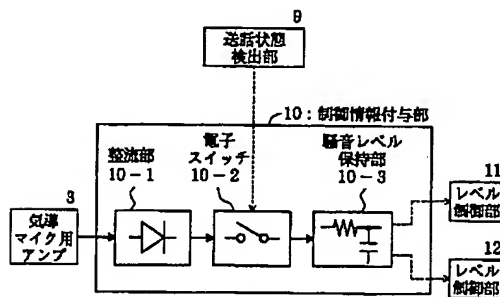 9
送話状態
検出部
10：制御情報付与部
整流部
10-1
電子
スイッチ
10-2
騒音レベル
保持部
10-3
3
気導
マイク用
アンプ
11
レベル
制御部
12
レベル
制御部